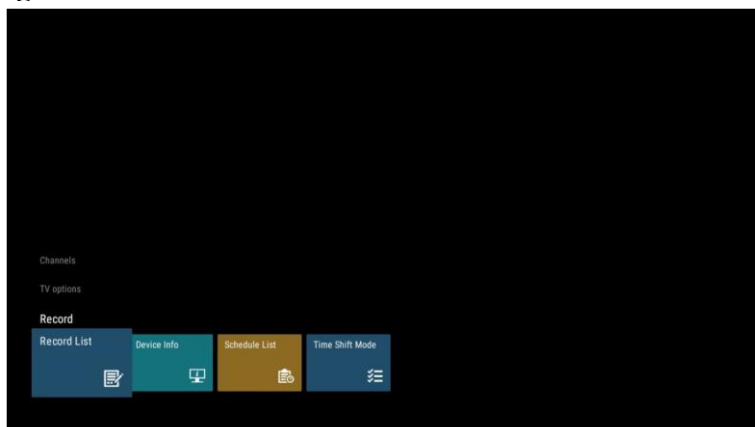 Channels
TV options
Record
Record List
Device Info
Schedule List
Time Shift Mode